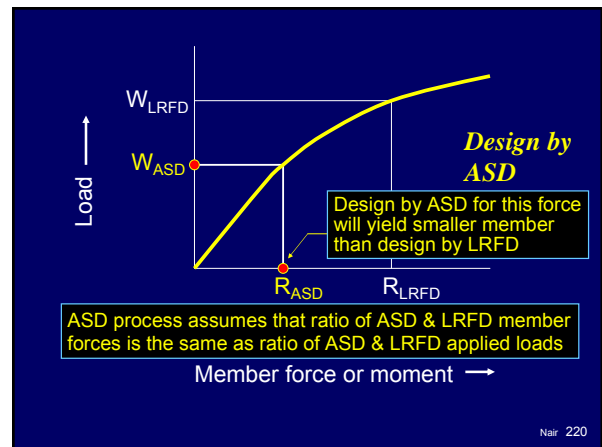 W_LRFD
Design by
ASD
W_ASD
Load
Design by ASD for this force
will yield smaller member
than design by LRFD
R_ASD
R_LRFD
ASD process assumes that ratio of ASD & LRFD member
forces is the same as ratio of ASD & LRFD applied loads
Member force or moment
Nair 220